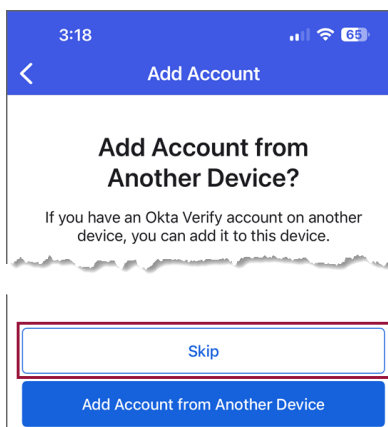 3:18
65
Add Account
Add Account from
Another Device?
If you have an Okta Verify account on another
device, you can add it to this device.
Skip
Add Account from Another Device